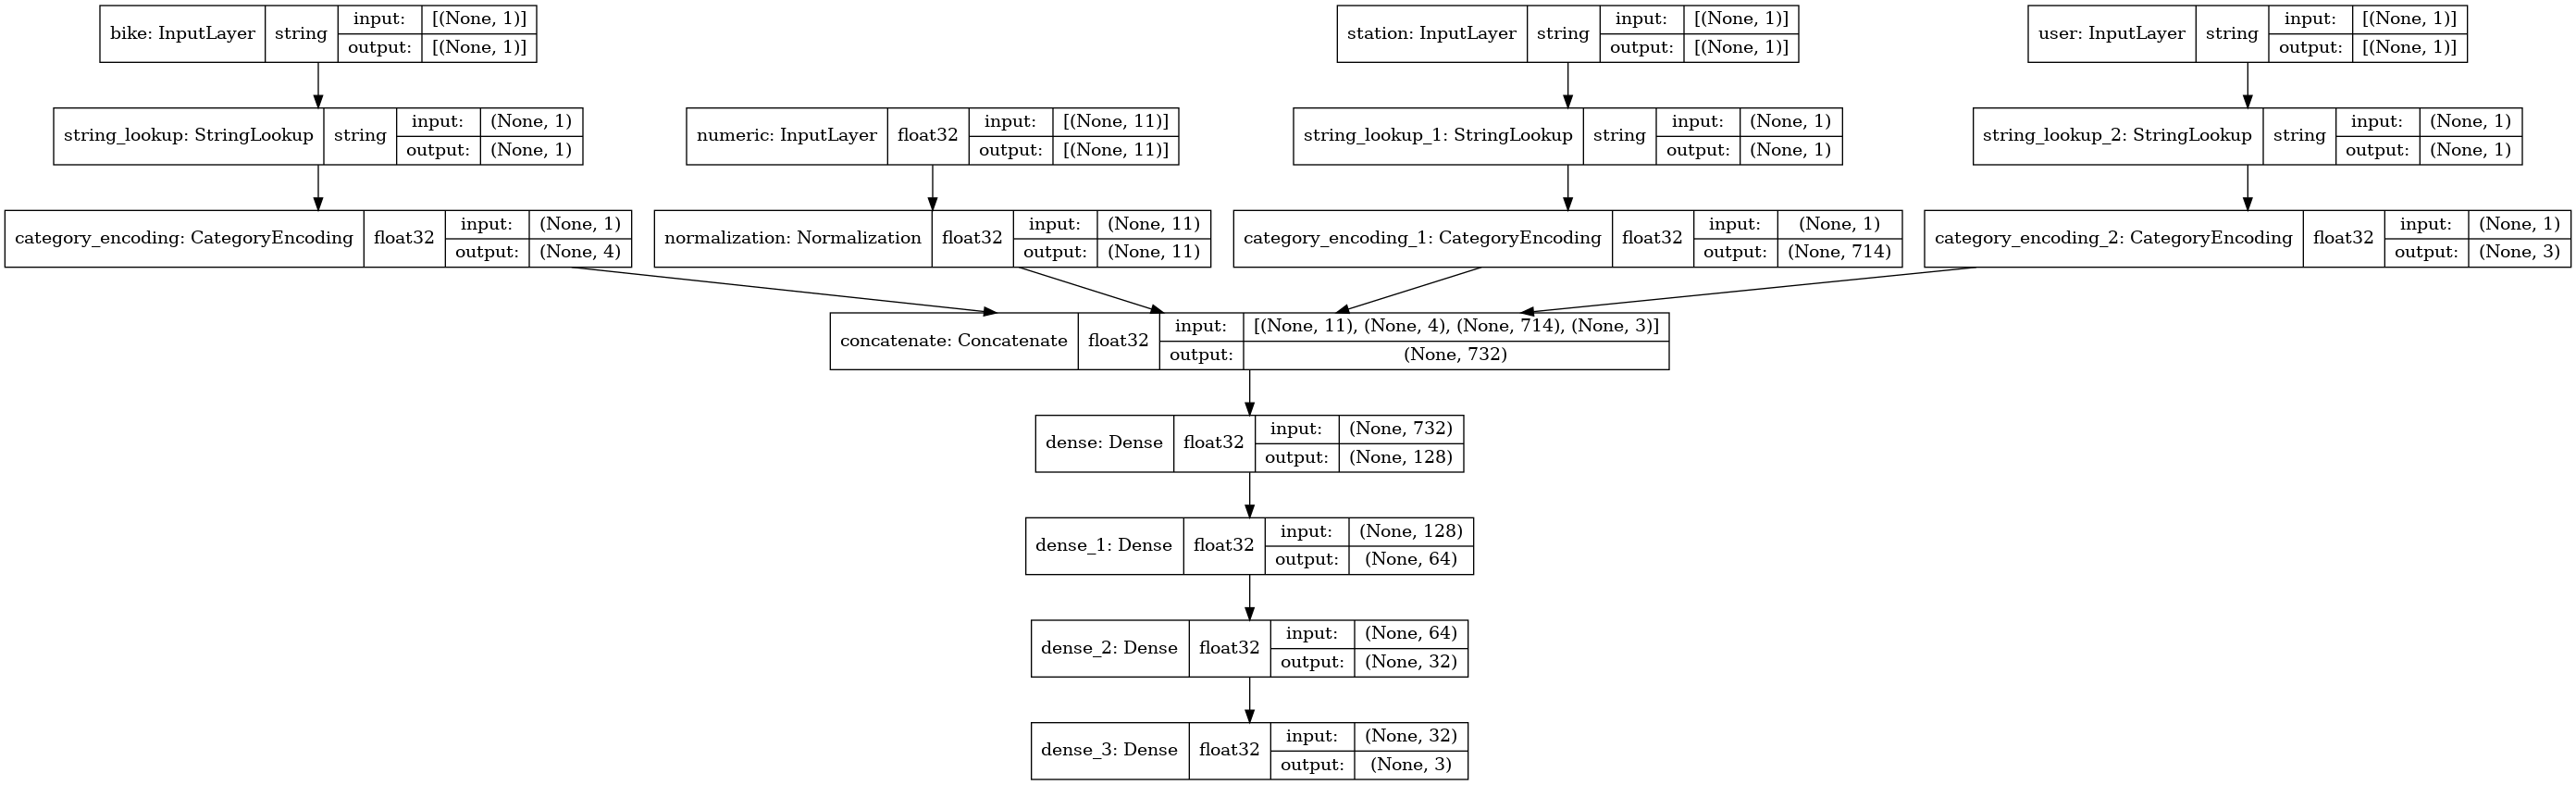 bike: InputLayer string input: [(None, 1)]
output: [(None, 1)]
station: InputLayer string input: [(None, 1)]
output: [(None, 1)]
user: InputLayer string input: [(None, 1)]
output: [(None, 1)]
string_lookup: StringLookup string input: (None, 1)
output: (None, 1)
numeric: InputLayer float32 input: [(None, 11)]
output: [(None, 11)]
string_lookup_1: StringLookup string input: (None, 1)
output: (None, 1)
string_lookup_2: StringLookup string input: (None, 1)
output: (None, 1)
category_encoding: CategoryEncoding float32 input: (None, 1)
output: (None, 4)
normalization: Normalization float32 input: (None, 11)
output: (None, 11)
category_encoding_1: CategoryEncoding float32 input: (None, 1)
output: (None, 714)
category_encoding_2: CategoryEncoding float32 input: (None, 1)
output: (None, 3)
concatenate: Concatenate float32 input: [(None, 11), (None, 4), (None, 714), (None, 3)]
output: (None, 732)
dense: Dense float32 input: (None, 732)
output: (None, 128)
dense_1: Dense float32 input: (None, 128)
output: (None, 64)
dense_2: Dense float32 input: (None, 64)
output: (None, 32)
dense_3: Dense float32 input: (None, 32)
output: (None, 3)